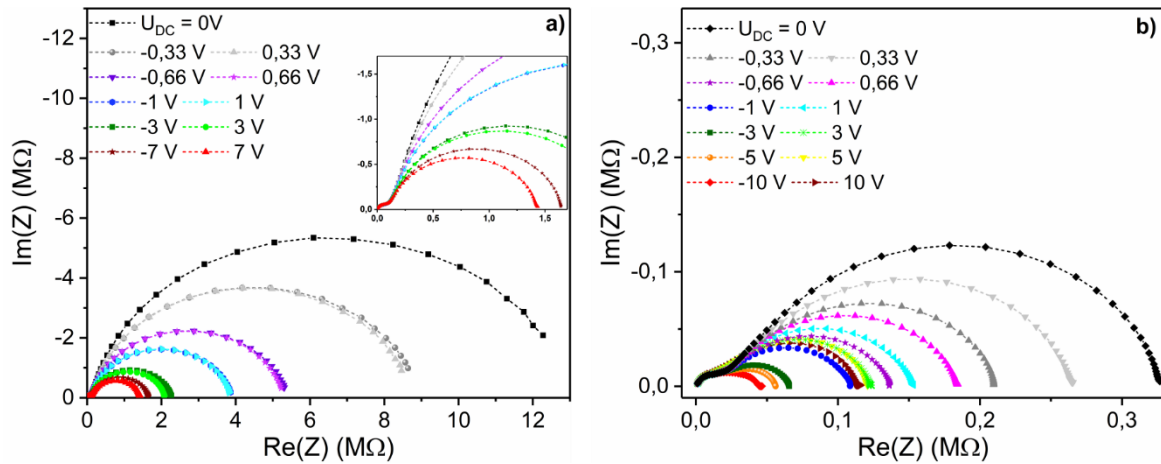 a)
U_DC = 0V
-0,33 V 0,33 V
-0,66 V 0,66 V
-1 V 1 V
-3 V 3 V
-7 V 7 V
-12
-10
-8
-6
-4
-2
0
Im(Z) (MΩ)
0 2 4 6 8 10 12
Re(Z) (MΩ)
-1,5
-1,0
-0,5
0,0
0,0 0,5 1,0 1,5
b)
U_DC = 0 V
-0,33 V 0,33 V
-0,66 V 0,66 V
-1 V 1 V
-3 V 3 V
-5 V 5 V
-10 V 10 V
-0,3
-0,2
-0,1
0,0
Im(Z) (MΩ)
0,0 0,1 0,2 0,3
Re(Z) (MΩ)